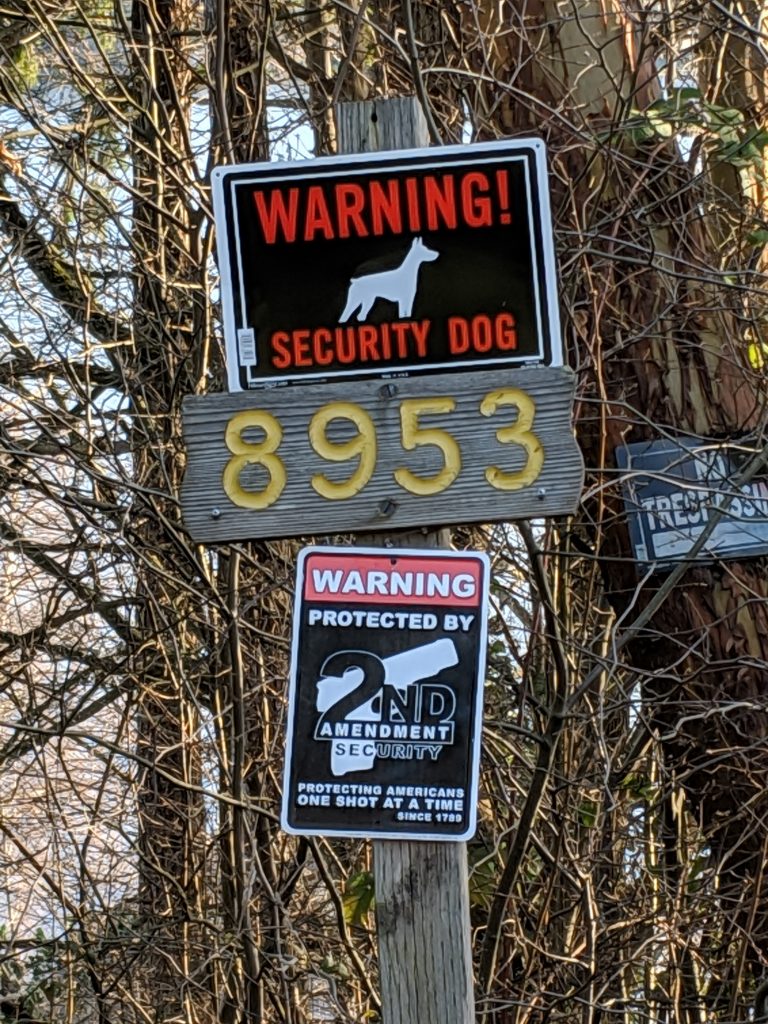 WARNING!
SECURITY DOG
8953
WARNING
PROTECTED BY
2ND
AMENDMENT
SECURITY
PROTECTING AMERICANS
ONE SHOT AT A TIME
SINCE 1789